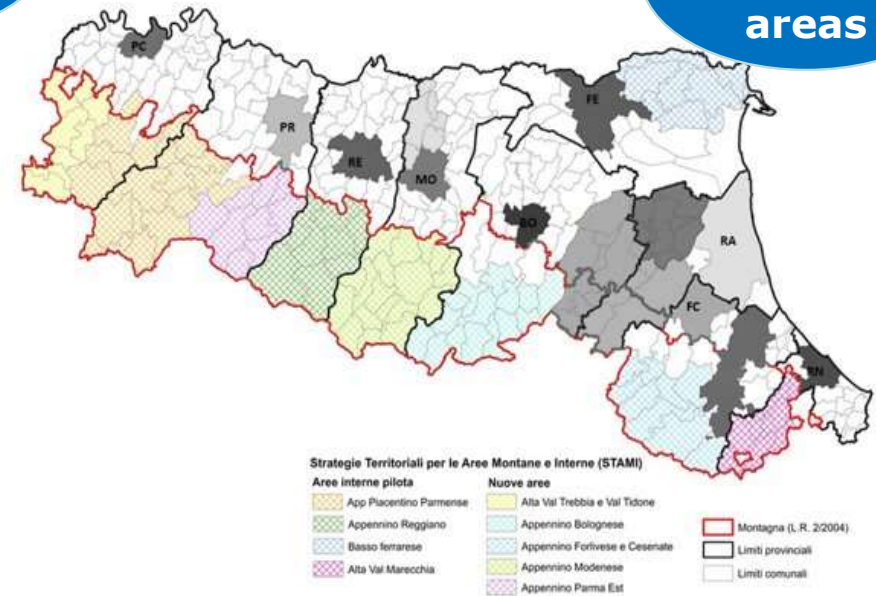 areas
PC
PR
RE
MO
BO
FE
RA
FC
RN
Strategie Territoriali per le Aree Montane e Interne (STAMI)
Aree interne pilota
App Piacentino Parmense
Appennino Reggiano
Basso ferrarese
Alta Val Marecchia
Nuove aree
Alta Val Trebbia e Val Tidone
Appennino Bolognese
Appennino Forlivese e Cesenate
Appennino Modenese
Appennino Parma Est
Montagna (L.R. 2/2004)
Limiti provinciali
Limiti comunali